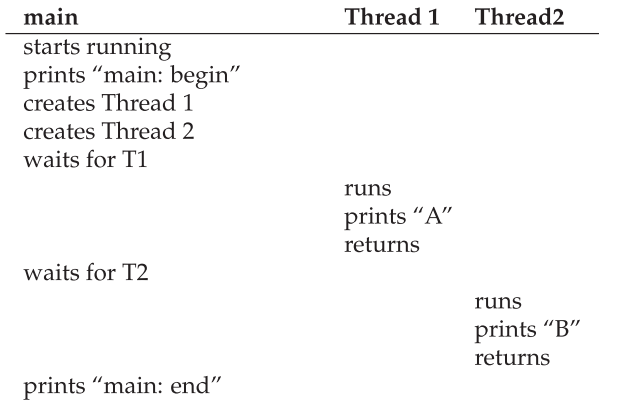 main Thread 1 Thread2
starts running
prints “main: begin”
creates Thread 1
creates Thread 2
waits for T1
runs
prints “A”
returns
waits for T2
runs
prints “B”
returns
prints “main: end”